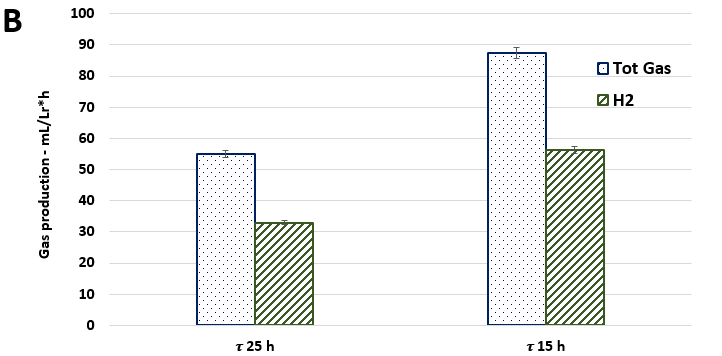 B
Gas production - mL/Lr*h
100
90
80
70
60
50
40
30
20
10
0
Tot Gas
H2
τ 25 h
τ 15 h